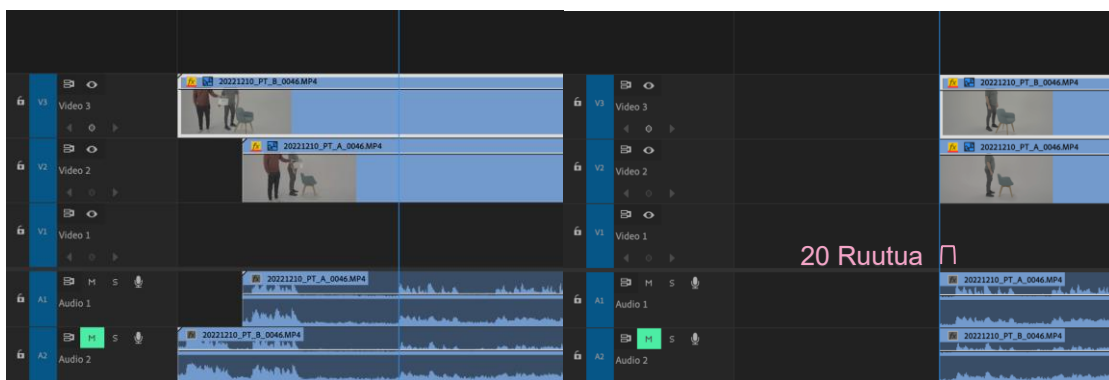 20221210_PT_B_0046.MP4
V3
Video 3
20221210_PT_A_0046.MP4
V2
Video 2
V1
Video 1
20221210_PT_A_0046.MP4
M S
A1
Audio 1
20221210_PT_B_0046.MP4
M S
A2
Audio 2
20221210_PT_B_0046.MP4
V3
Video 3
20221210_PT_A_0046.MP4
V2
Video 2
V1
Video 1
20 Ruutua
20221210_PT_A_0046.MP4
M S
A1
Audio 1
20221210_PT_B_0046.MP4
M S
A2
Audio 2